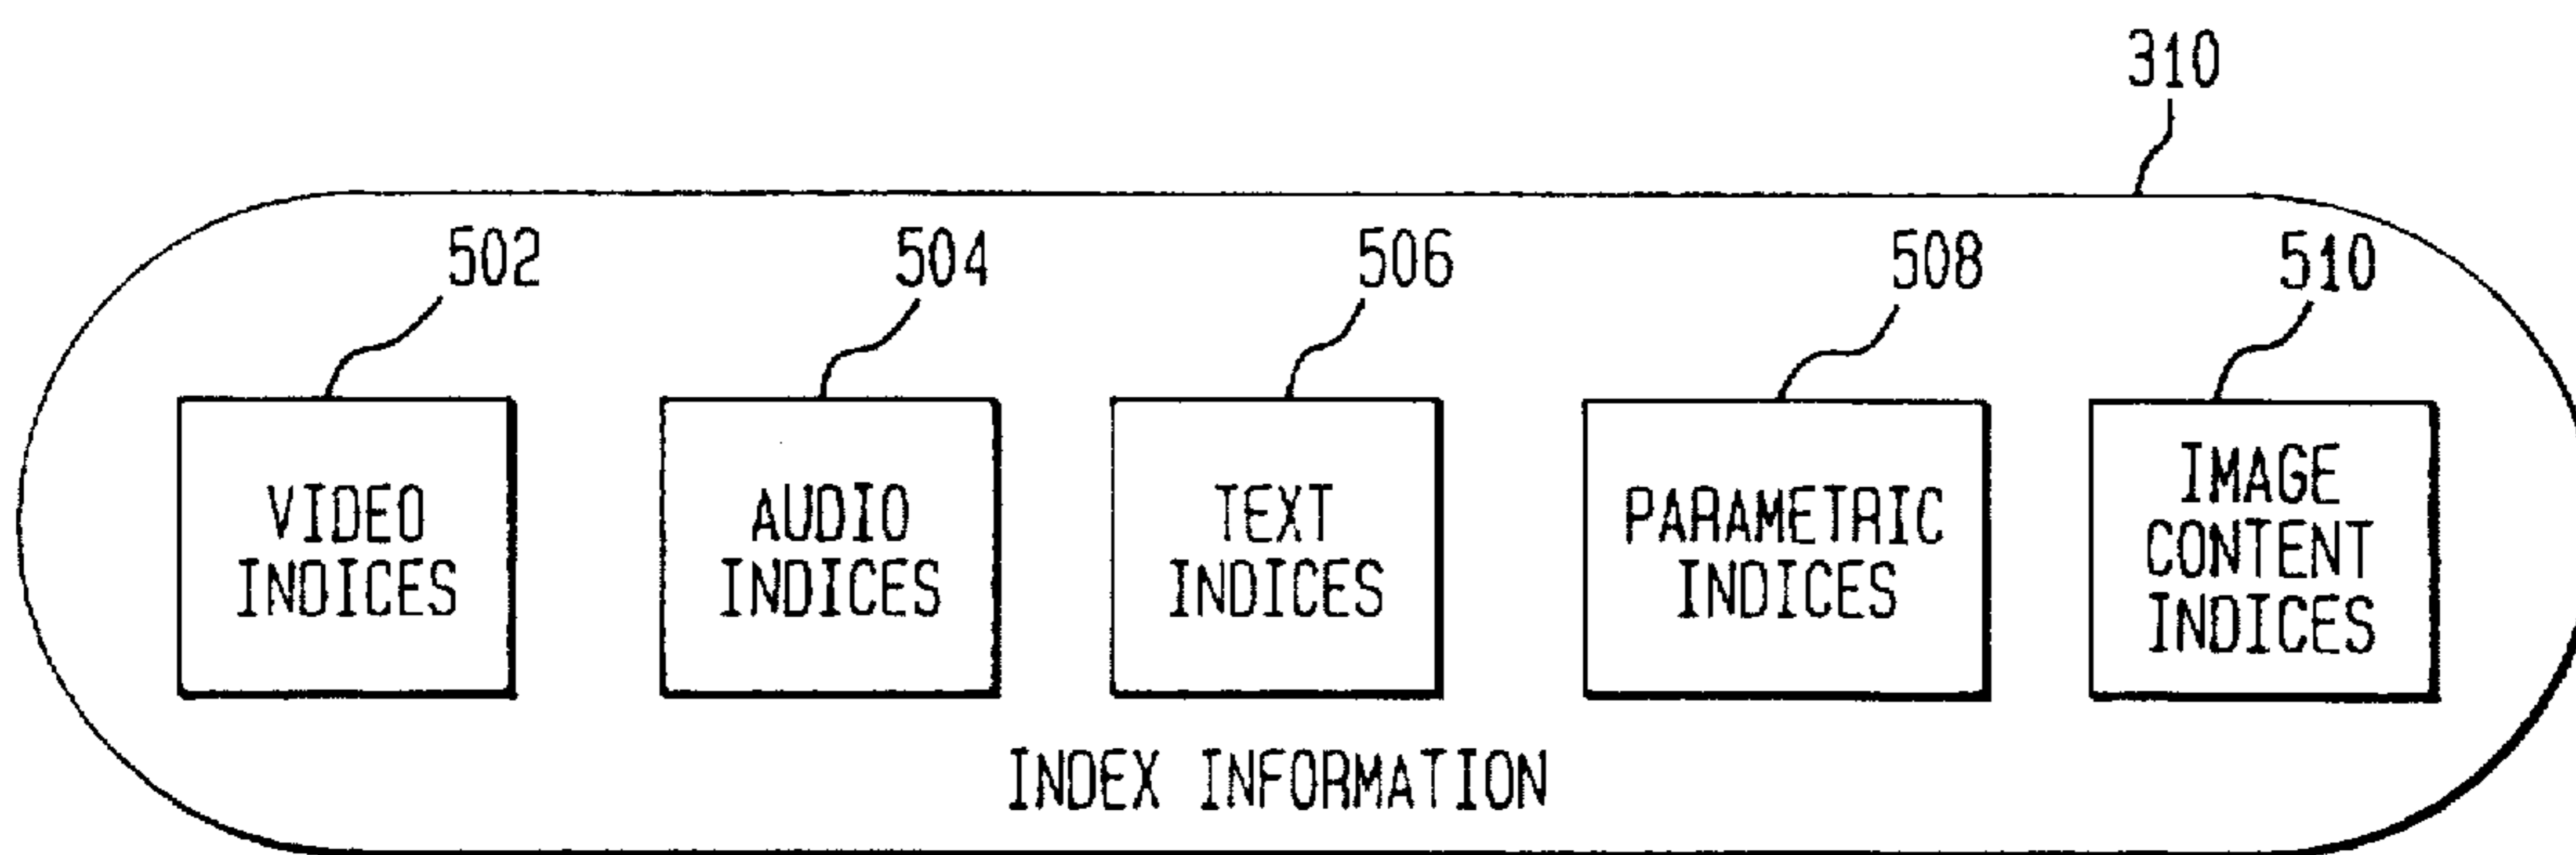 310
502 504 506 508 510
VIDEO
INDICES
AUDIO
INDICES
TEXT
INDICES
PARAMETRIC
INDICES
IMAGE
CONTENT
INDICES
INDEX INFORMATION